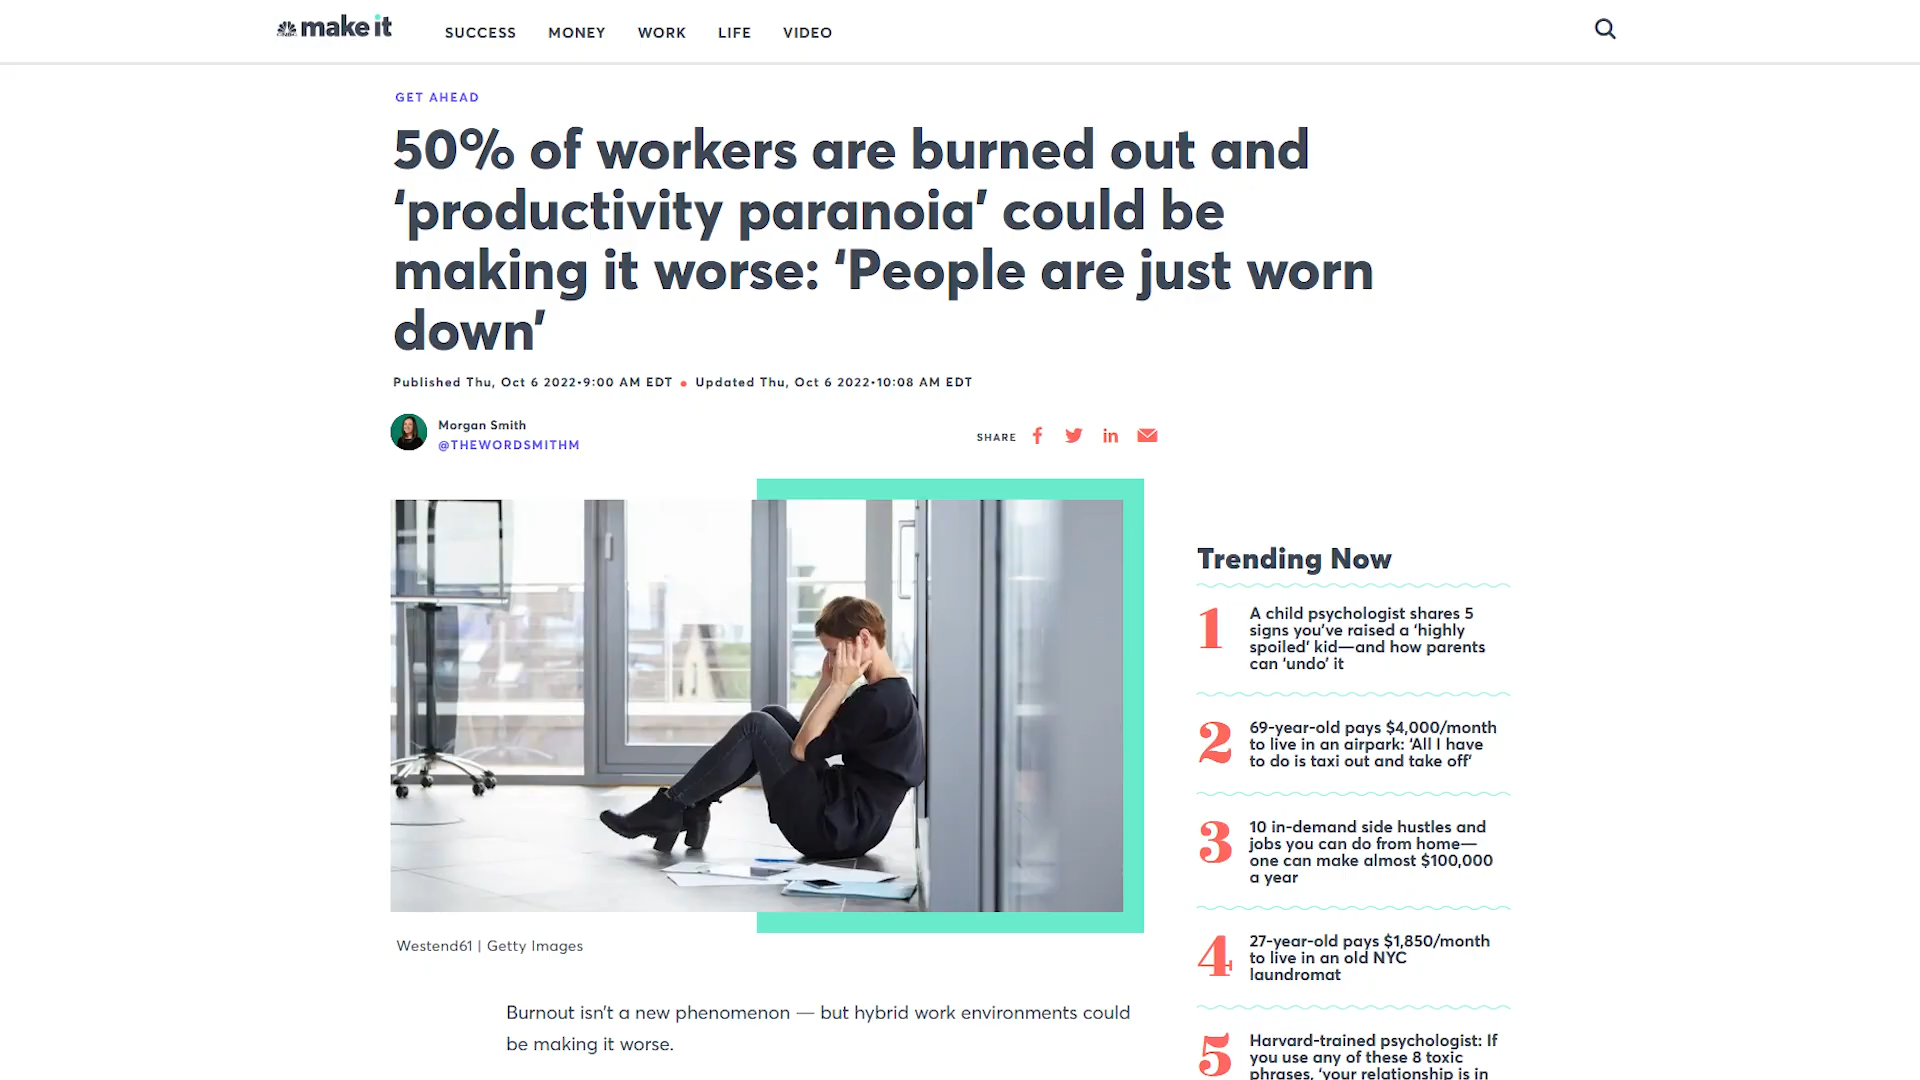 make it
SUCCESS MONEY WORK LIFE VIDEO
GET AHEAD
50% of workers are burned out and
‘productivity paranoia’ could be
making it worse: ‘People are just worn
down’
Published Thu, Oct 6 2022•9:00 AM EDT • Updated Thu, Oct 6 2022•10:08 AM EDT
Morgan Smith
@THEWORDSMITHM
SHARE
Westend61 | Getty Images
Burnout isn’t a new phenomenon — but hybrid work environments could
be making it worse.
Trending Now
1
A child psychologist shares 5
signs you’ve raised a ‘highly
spoiled’ kid—and how parents
can ‘undo’ it
2
69-year-old pays $4,000/month
to live in an airpark: ‘All I have
to do is taxi out and take off’
3
10 in-demand side hustles and
jobs you can do from home—
one can make almost $100,000
a year
4
27-year-old pays $1,850/month
to live in an old NYC
laundromat
5
Harvard-trained psychologist: If
you use any of these 8 toxic
phrases, ‘your relationship is in